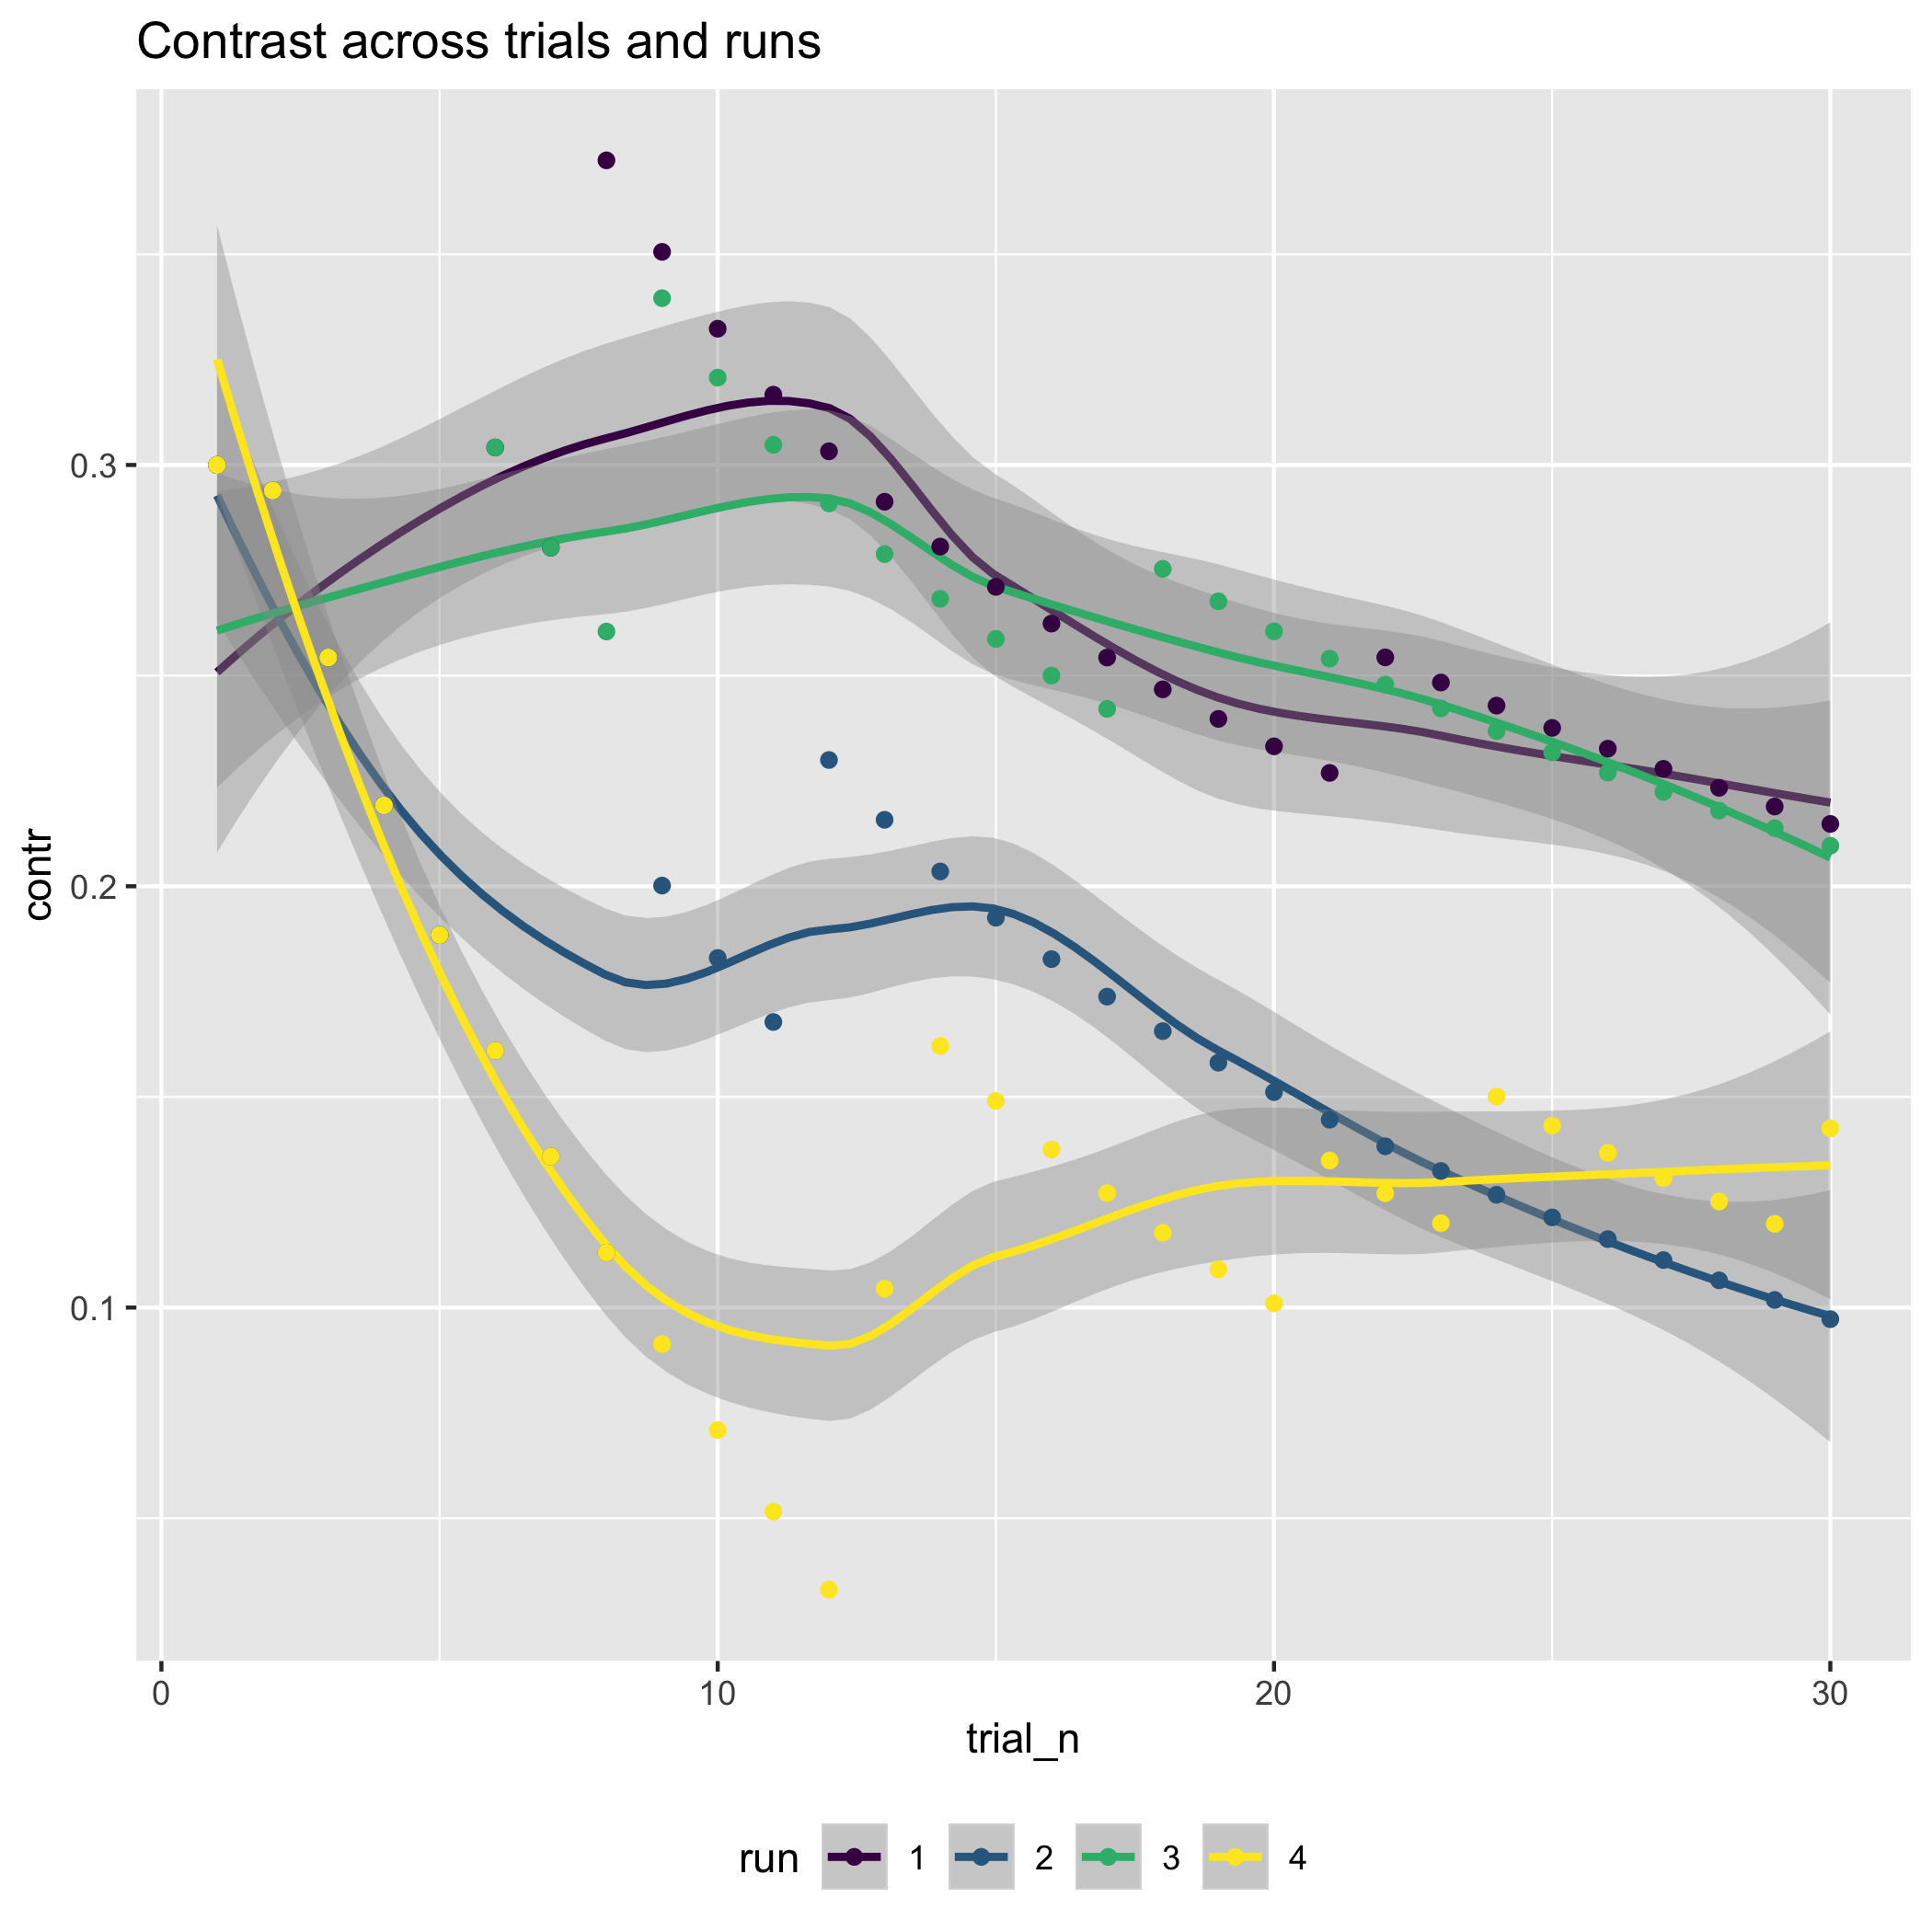 Contrast across trials and runs
contr
0.3
0.2
0.1
0 10 20 30
trial_n
run 1 2 3 4